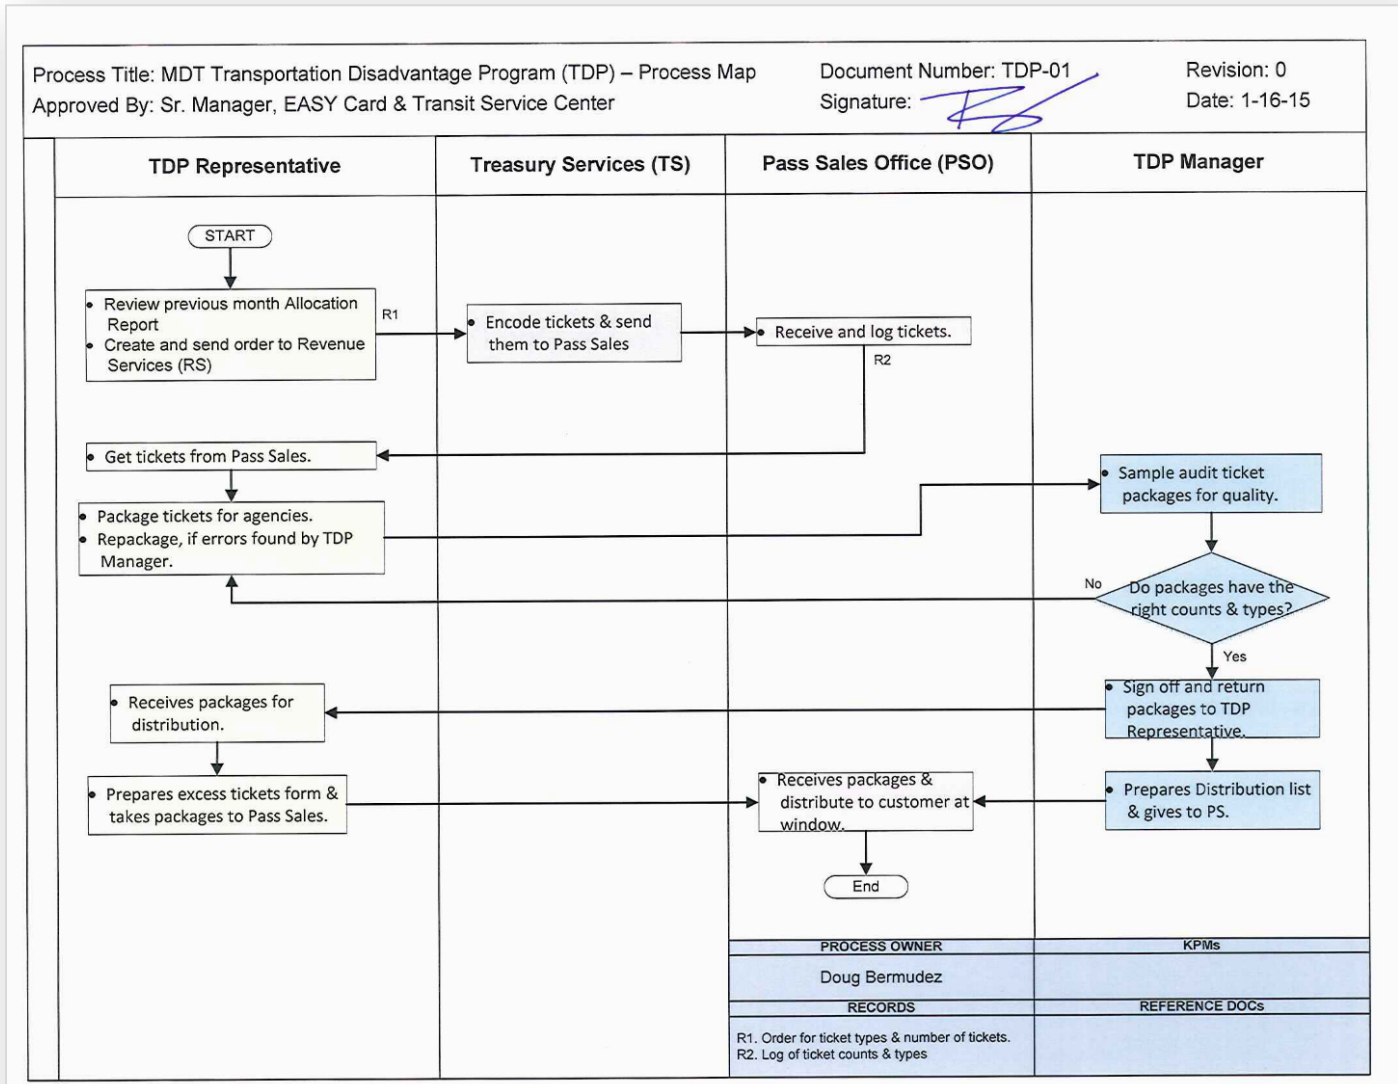 Process Title: MDT Transportation Disadvantage Program (TDP) – Process Map
Approved By: Sr. Manager, EASY Card & Transit Service Center
Document Number: TDP-01
Signature:
Revision: 0
Date: 1-16-15
TDP Representative
Treasury Services (TS)
Pass Sales Office (PSO)
TDP Manager
START
• Review previous month Allocation
Report
• Create and send order to Revenue
Services (RS)
R1
• Encode tickets & send
them to Pass Sales
• Receive and log tickets.
R2
• Get tickets from Pass Sales.
• Package tickets for agencies.
• Repackage, if errors found by TDP
Manager.
• Sample audit ticket
packages for quality.
No
Do packages have the
right counts & types?
Yes
• Sign off and return
packages to TDP
Representative.
• Receives packages for
distribution.
• Prepares excess tickets form &
takes packages to Pass Sales.
• Receives packages &
distribute to customer at
window.
• Prepares Distribution list
& gives to PS.
End
PROCESS OWNER
KPMs
Doug Bermudez
RECORDS
REFERENCE DOCs
R1. Order for ticket types & number of tickets.
R2. Log of ticket counts & types